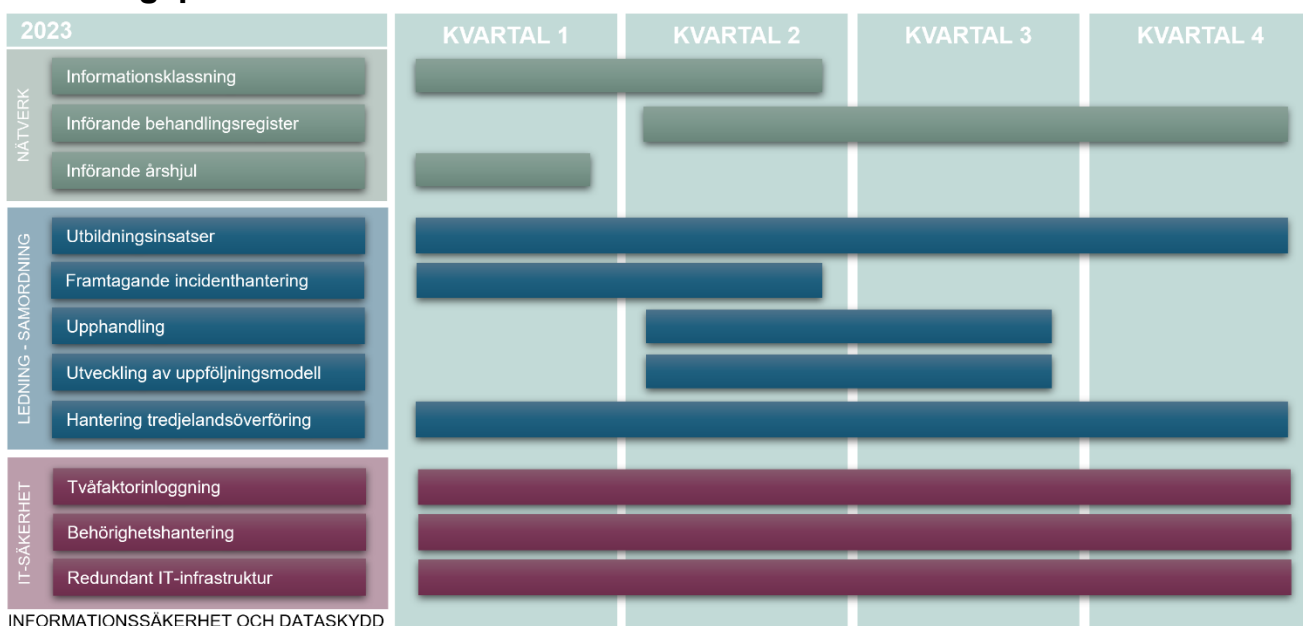 2023
KVARTAL 1
KVARTAL 2
KVARTAL 3
KVARTAL 4
NÄTVERK
Informationsklassning
Införande behandlingsregister
Införande årshjul
LEDNING - SAMORDNING
Utbildningsinsatser
Framtagande incidenthantering
Upphandling
Utveckling av uppföljningsmodell
Hantering tredjelandsöverföring
IT-SÄKERHET
Tvåfaktorinloggning
Behörighetshantering
Redundant IT-infrastruktur
INFORMATIONSSÄKERHET OCH DATASKYDD